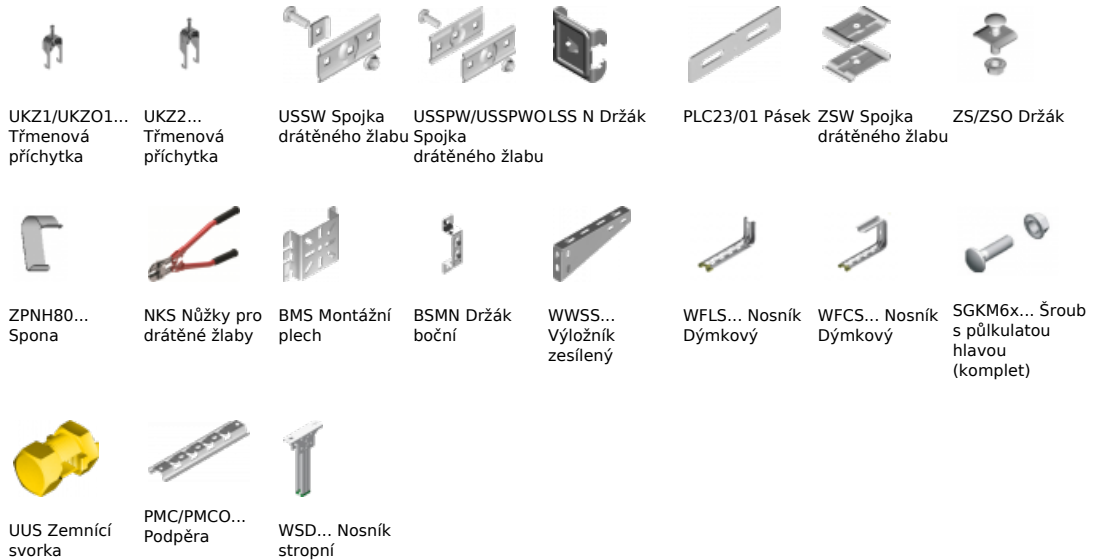 UKZ1/UKZO1...
Třmenová
příchytka
UKZ2...
Třmenová
příchytka
USSW Spojka
drátěného žlabu
USSPW/USSPWO
Spojka
drátěného žlabu
LSS N Držák
PLC23/01 Pásek
ZSW Spojka
drátěného žlabu
ZS/ZSO Držák
ZPNH80...
Spona
NKS Nůžky pro
drátěné žlaby
BMS Montážní
plech
BSMN Držák
boční
WWSS...
Výložník
zesílený
WFLS... Nosník
Dýmkový
WFCS... Nosník
Dýmkový
SGKM6x... Šroub
s půlkulatou
hlavou
(komplet)
UUS Zemnící
svorka
PMC/PMCO...
Podpěra
WSD... Nosník
stropní